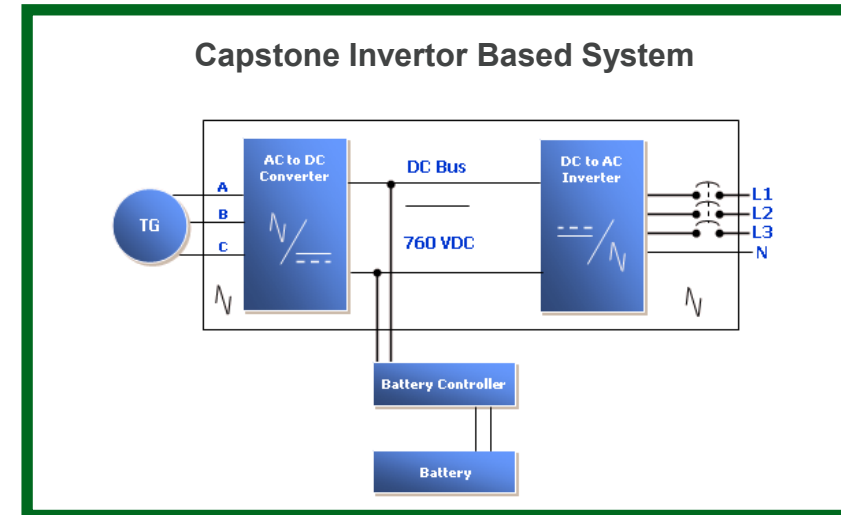 Capstone Invertor Based System
AC to DC
Converter
DC Bus
DC to AC
Inverter
A
B
C
TG
760 VDC
L1
L2
L3
N
Battery Controller
Battery